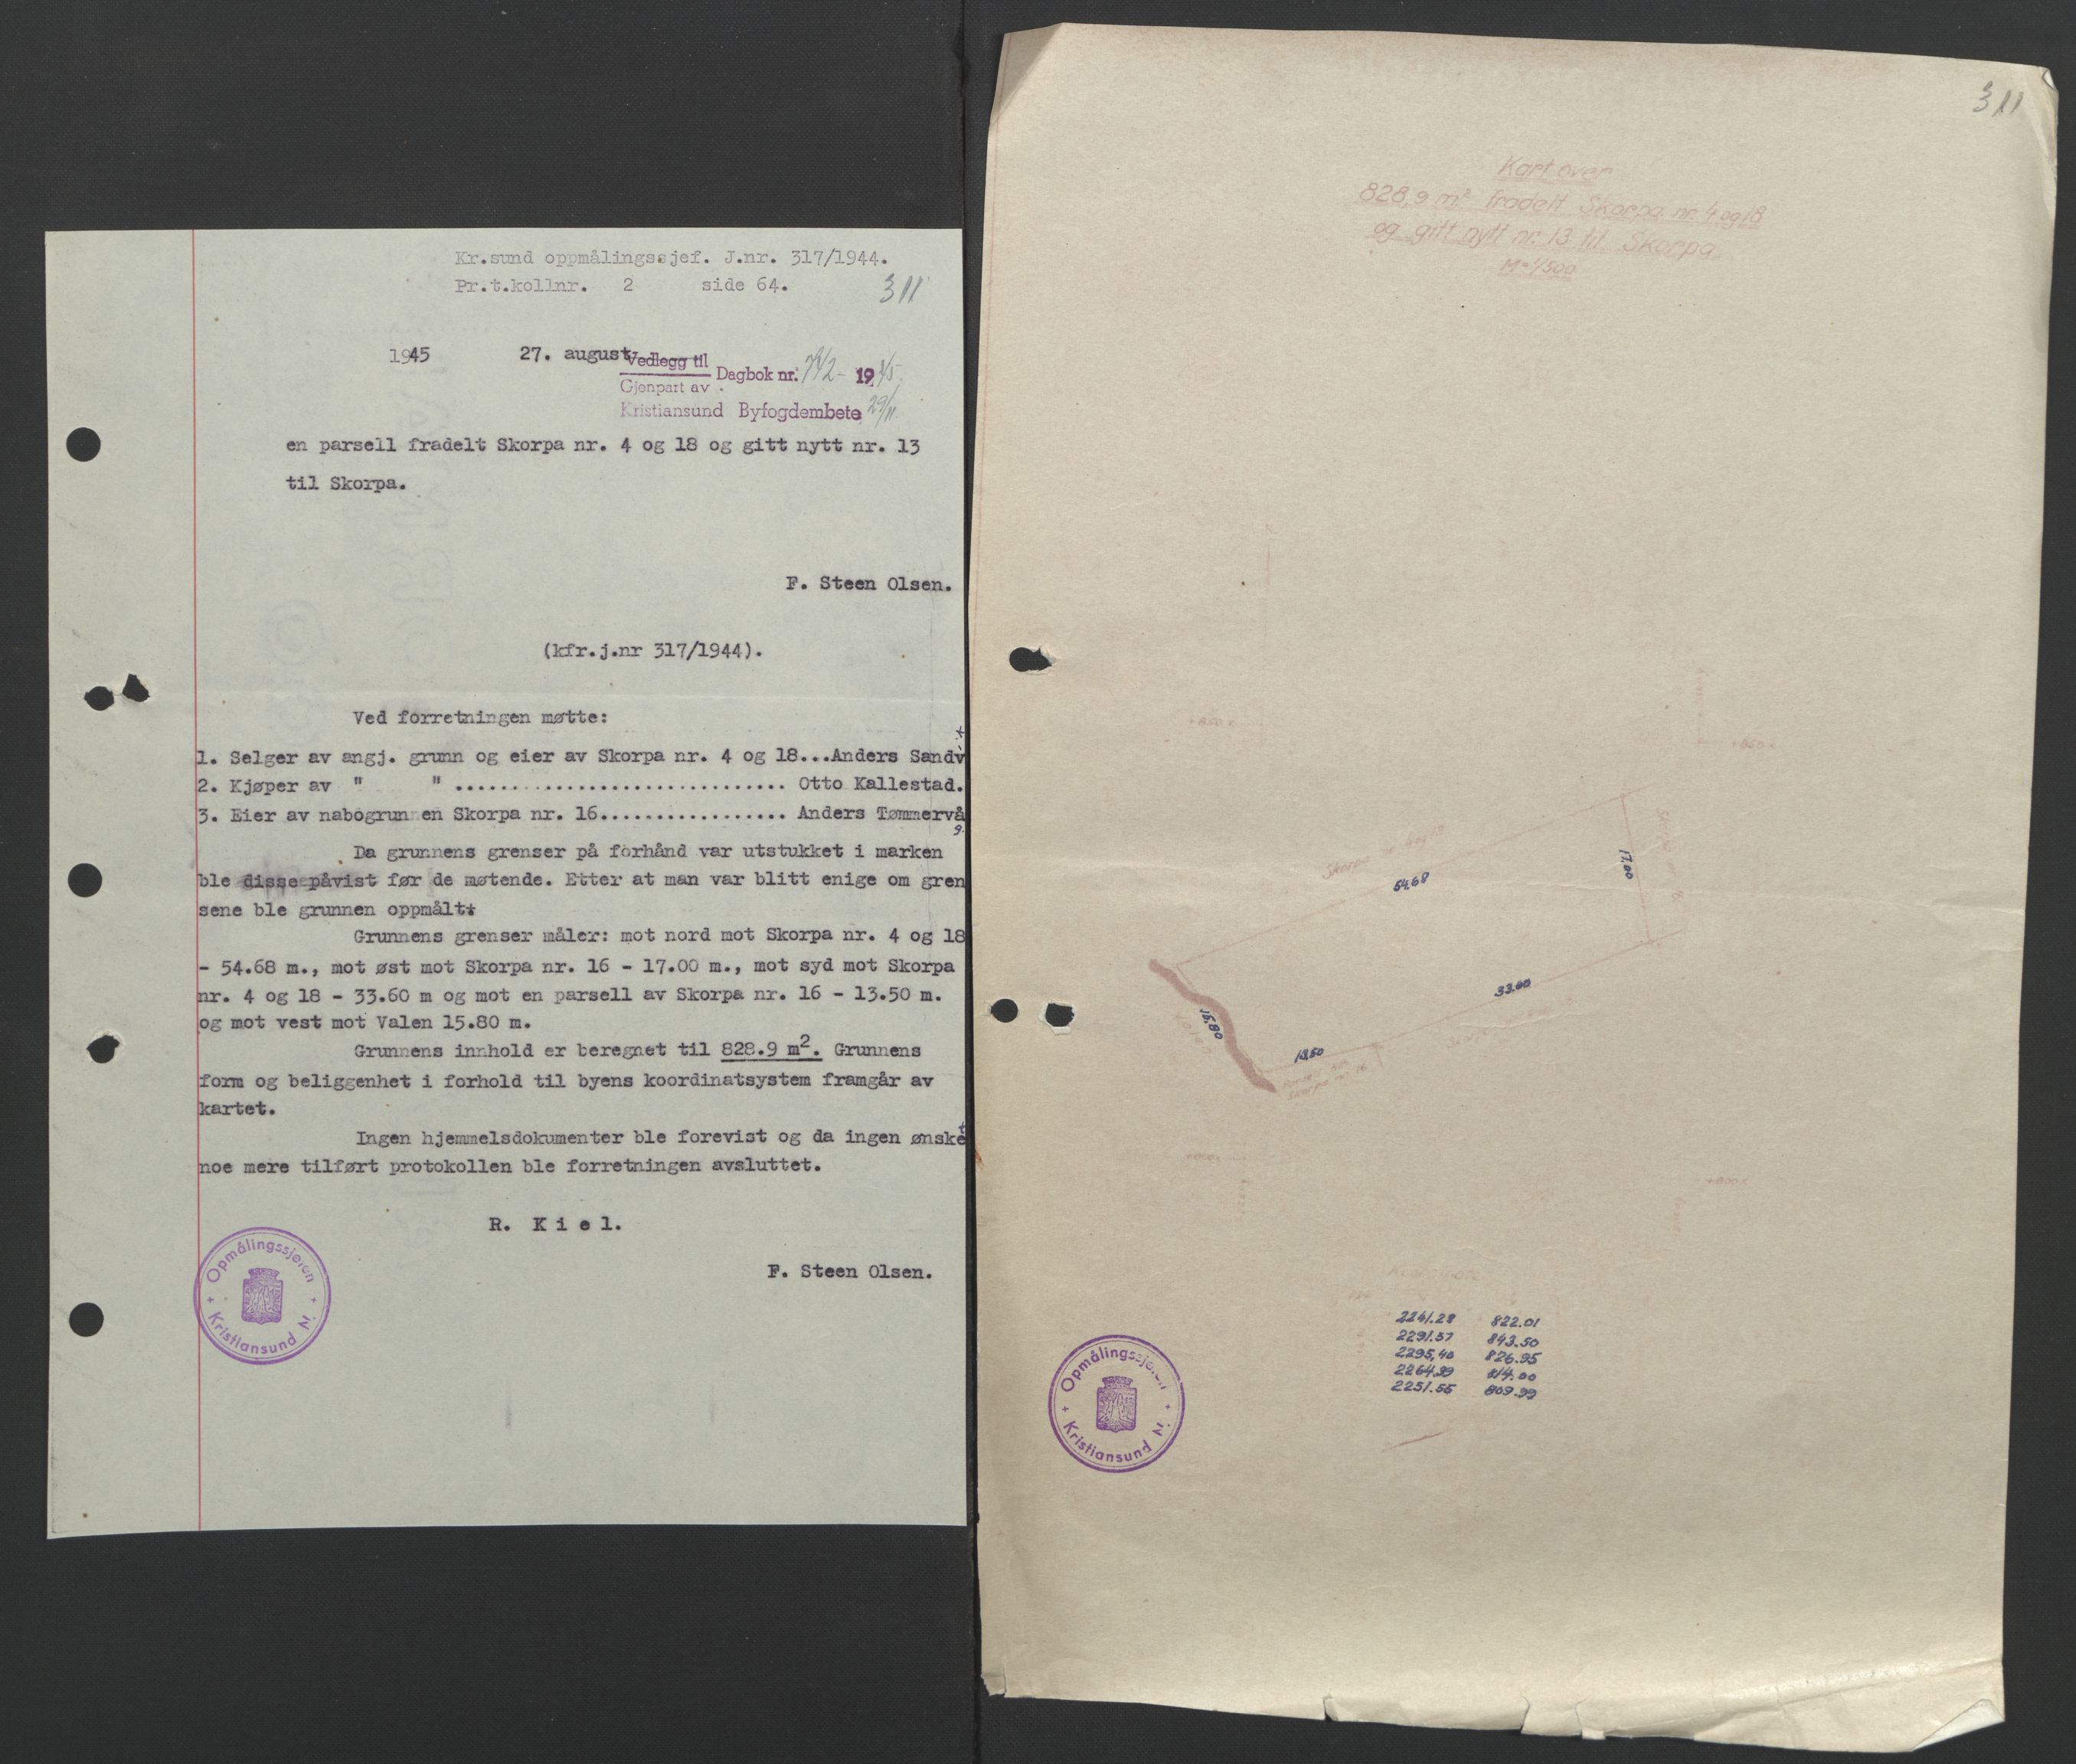 Kr.sund oppmålingssjef. J.nr. 317/1944.
Pr.t.kollnr. 2 side 64.
311
1945 27. august
Vedlegg til
Gjenpart av Dagbok nr. 1945
Kristiansund Byfogdembete 29/11.
en parsell fradelt Skorpa nr. 4 og 18 og gitt nytt nr. 13
til Skorpa.
F. Steen Olsen.
(kfr.j.nr 317/1944).
Ved forretningen møtte:
1. Selger av angj. grunn og eier av Skorpa nr. 4 og 18...Anders Sandv
2. Kjøper av " " .............................. Otto Kallestad.
3. Eier av nabogrunnen Skorpa nr. 16................. Anders Tømmervå
g.
Da grunnens grenser på forhånd var utstukket i marken
ble disse påvist før de møtende. Etter at man var blitt enige om gren
sene ble grunnen oppmålt.
Grunnens grenser måler: mot nord mot Skorpa nr. 4 og 18
- 54.68 m., mot øst mot Skorpa nr. 16 - 17.00 m., mot syd mot Skorpa
nr. 4 og 18 - 33.60 m og mot en parsell av Skorpa nr. 16 - 13.50 m.
og mot vest mot Valen 15.80 m.
Grunnens innhold er beregnet til 828.9 m². Grunnens
form og beliggenhet i forhold til byens koordinatsystem framgår av
kartet.
Ingen hjemmelsdokumenter ble forevist og da ingen ønsket
noe mere tilført protokollen ble forretningen avsluttet.
R. Kiel.
F. Steen Olsen.
Opmålingssjefen
Kristiansund N.
311
Kart over
828,9 m² fradelt Skorpa nr. 4 og 18
og gitt nytt nr. 13 til Skorpa
M=1/500
Skorpa nr 4 og 18
54,68
17.00
33.60
15.80
13,50
2241.28 822.01
2291.57 843.50
2295,40 826.95
2264.99 814.00
2251.55 809.99
Opmålingssjefen
Kristiansund N.